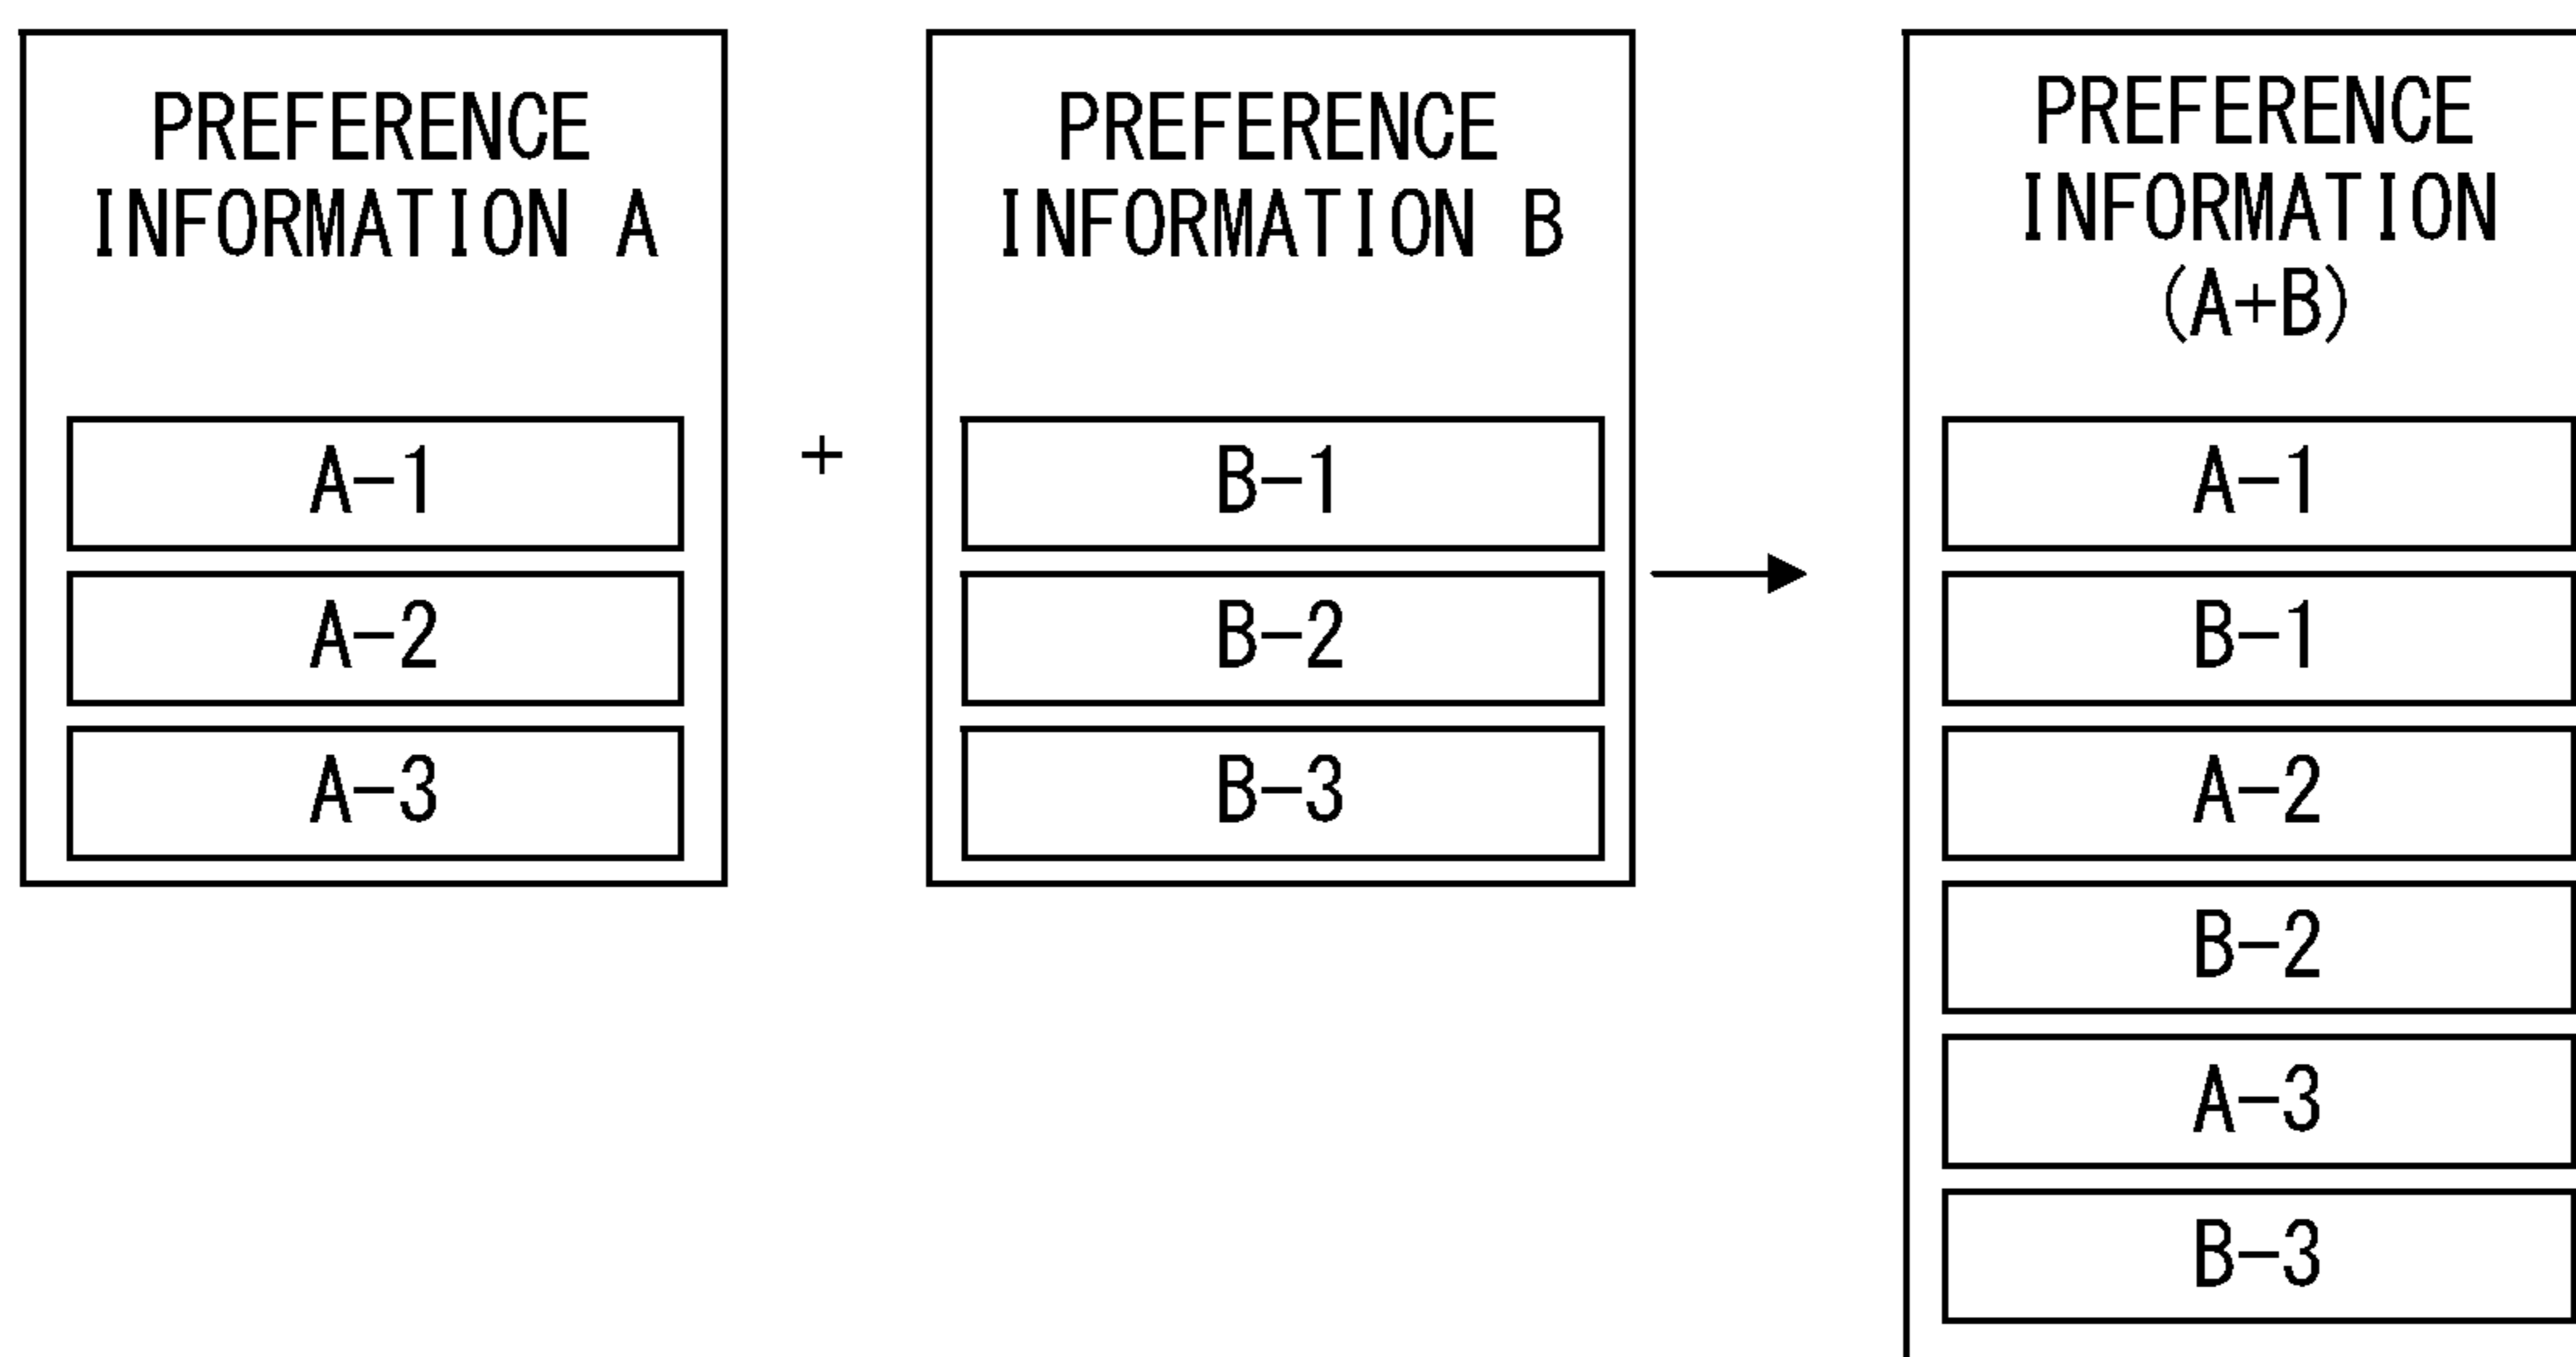 PREFERENCE
INFORMATION A
A-1
A-2
A-3
+
PREFERENCE
INFORMATION B
B-1
B-2
B-3
PREFERENCE
INFORMATION
(A+B)
A-1
B-1
A-2
B-2
A-3
B-3